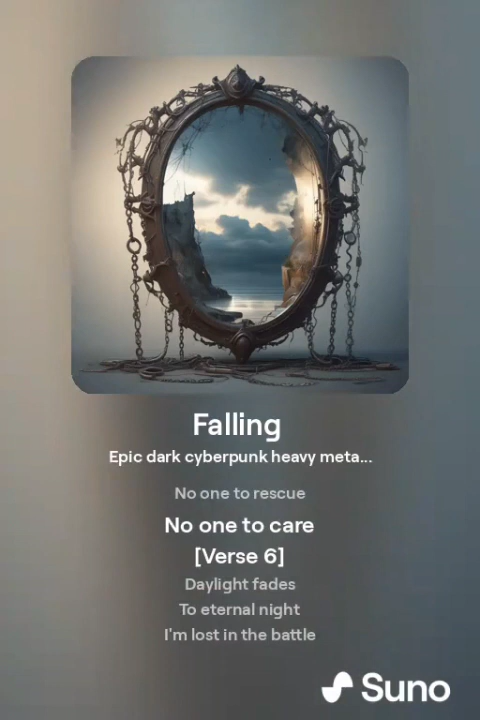 Falling
Epic dark cyberpunk heavy meta...
No one to rescue
No one to care
[Verse 6]
Daylight fades
To eternal night
I'm lost in the battle
Suno